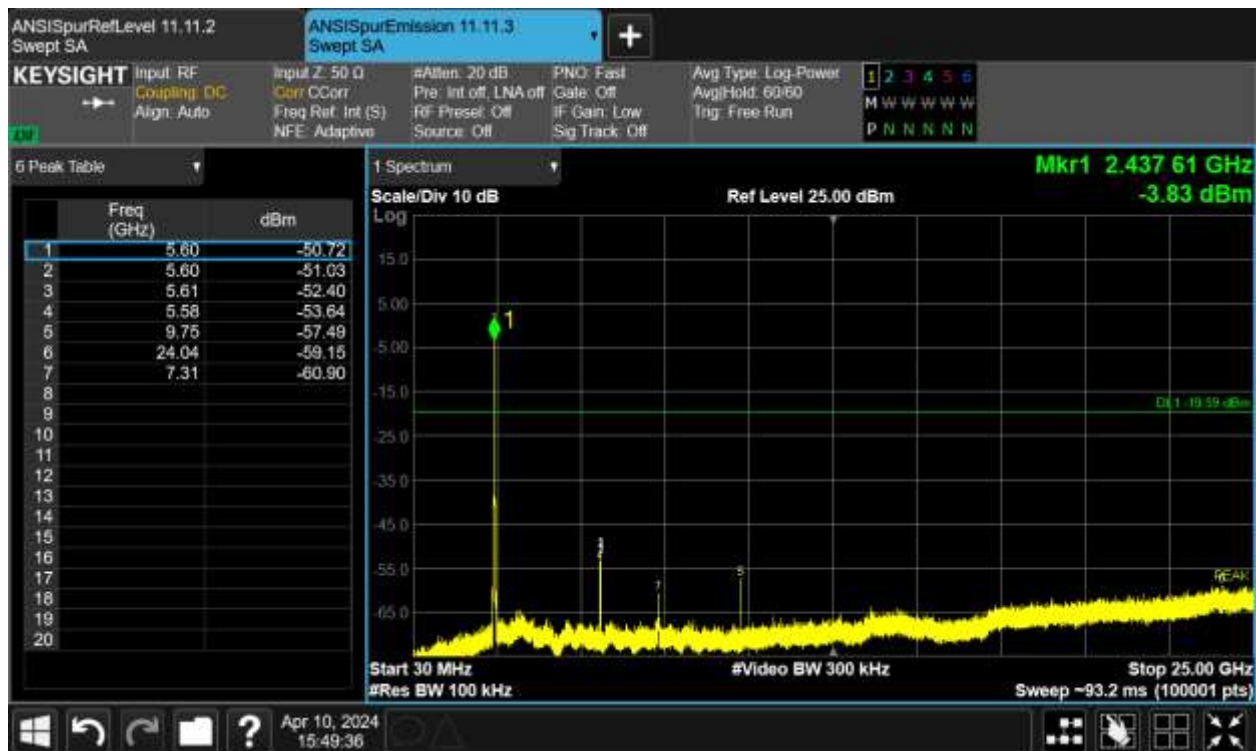 ANSISpurRefLevel 11.11.2
Swept SA
ANSISpurEmission 11.11.3
Swept SA
KEYSIGHT
Input: RF
Coupling: DC
Align: Auto
Input Z: 50 Ω
Corr CCorr
Freq Ref: Int (S)
NFE: Adaptive
#Atten: 20 dB
Pre: Int off, LNA off
RF Presel: Off
Source: Off
PNO: Fast
Gate: Off
IF Gain: Low
Sig Track: Off
Avg Type: Log-Power
Avg|Hold: 60/60
Trig: Free Run
1 2 3 4 5 6
M W W W W W
P N N N N N
6 Peak Table
Freq (GHz) dBm
1 5.60 -50.72
2 5.60 -51.03
3 5.61 -52.40
4 5.58 -53.64
5 9.75 -57.49
6 24.04 -59.15
7 7.31 -60.90
8
9
10
11
12
13
14
15
16
17
18
19
20
1 Spectrum
Mkr1 2.437 61 GHz
-3.83 dBm
Scale/Div 10 dB
Ref Level 25.00 dBm
Log
15.0
5.00
1
-5.00
-15.0
DL1 -19.59 dBm
-25.0
-35.0
-45.0
-55.0
7
5
PEAK
-65.0
Start 30 MHz
#Video BW 300 kHz
Stop 25.00 GHz
#Res BW 100 kHz
Sweep ~93.2 ms (100001 pts)
?
Apr 10, 2024
15:49:36